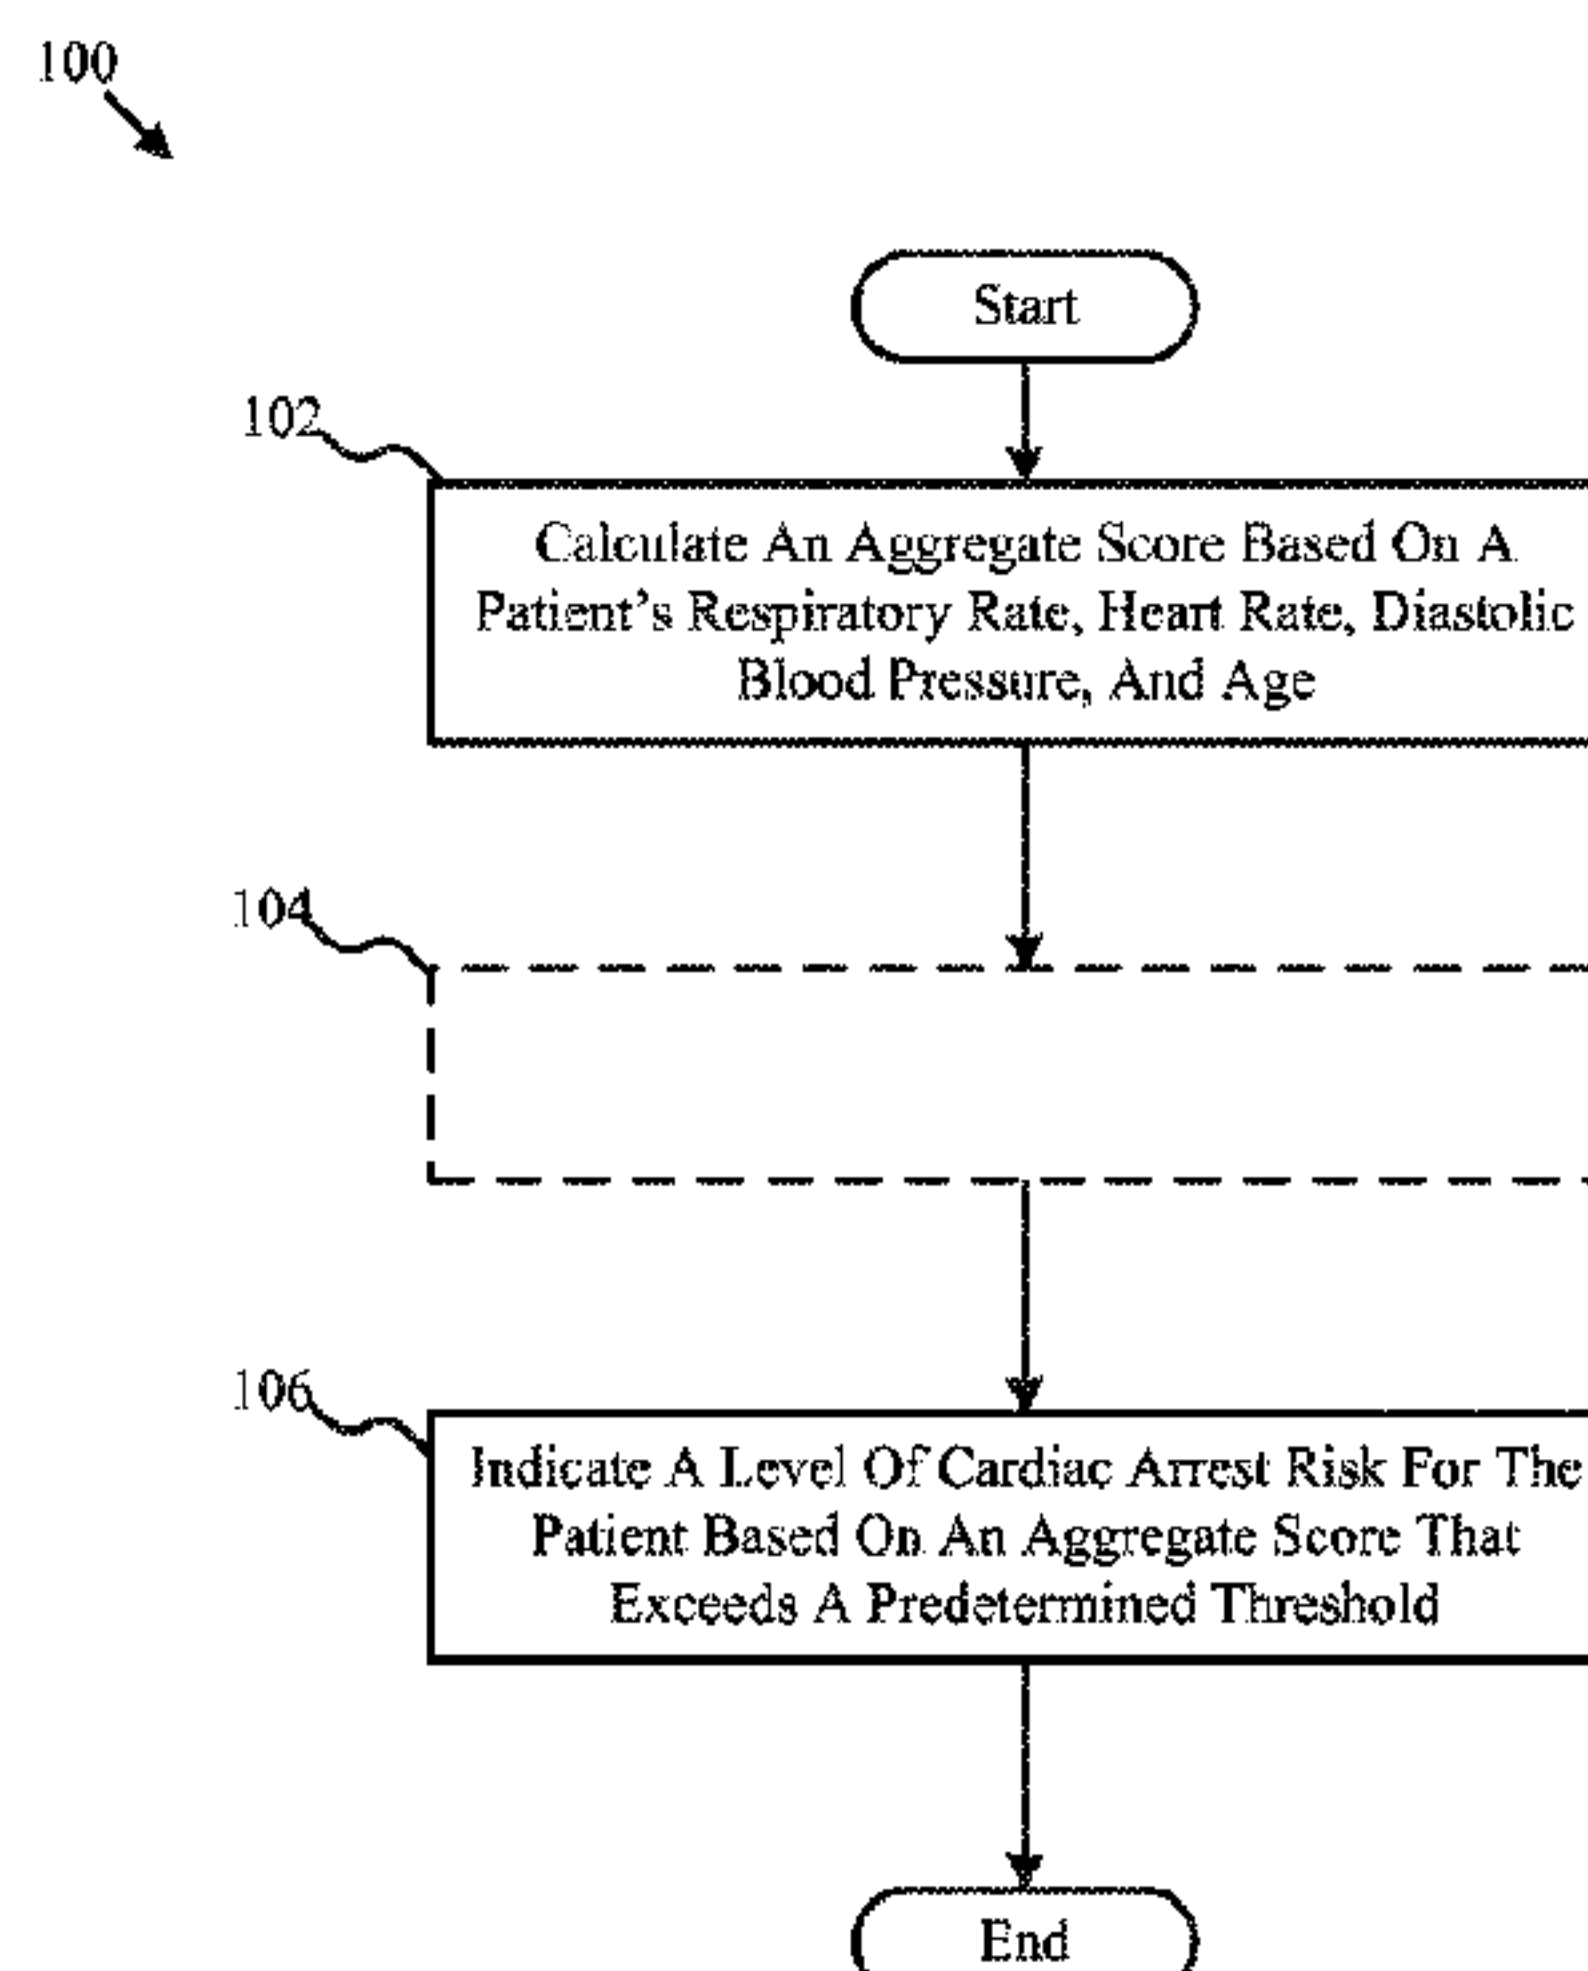 100
Start
102
Calculate An Aggregate Score Based On A
Patient's Respiratory Rate, Heart Rate, Diastolic
Blood Pressure, And Age
104
106
Indicate A Level Of Cardiac Arrest Risk For The
Patient Based On An Aggregate Score That
Exceeds A Predetermined Threshold
End